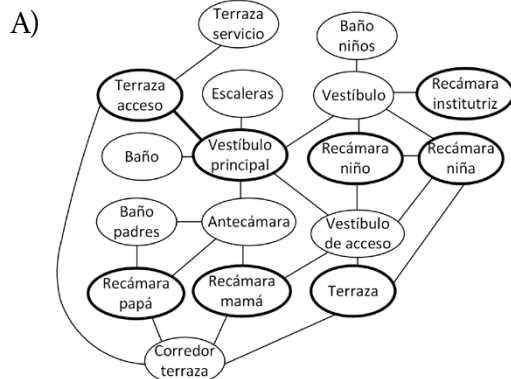 A)
Terraza
servicio
Baño
niños
Terraza
acceso
Escaleras
Vestíbulo
Recámara
institutriz
Baño
Vestíbulo
principal
Recámara
niño
Recámara
niña
Baño
padres
Antecámara
Vestíbulo
de acceso
Recámara
papá
Recámara
mamá
Terraza
Corredor
terraza